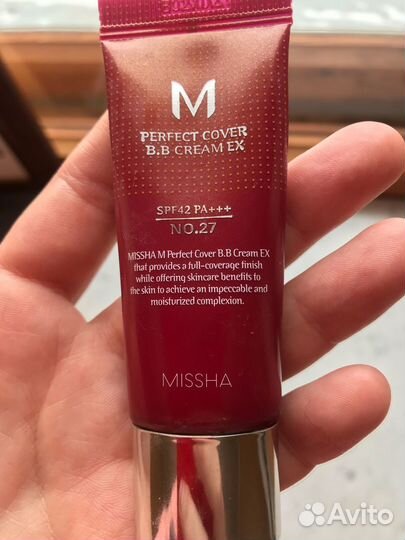 M
PERFECT COVER
B.B CREAM EX
SPF42 PA+++
NO.27
MISSHA M Perfect Cover B.B Cream EX
that provides a full-coverage finish
while offering skincare benefits to
the skin to achieve an impeccable and
moisturized complexion.
MISSHA
Avito